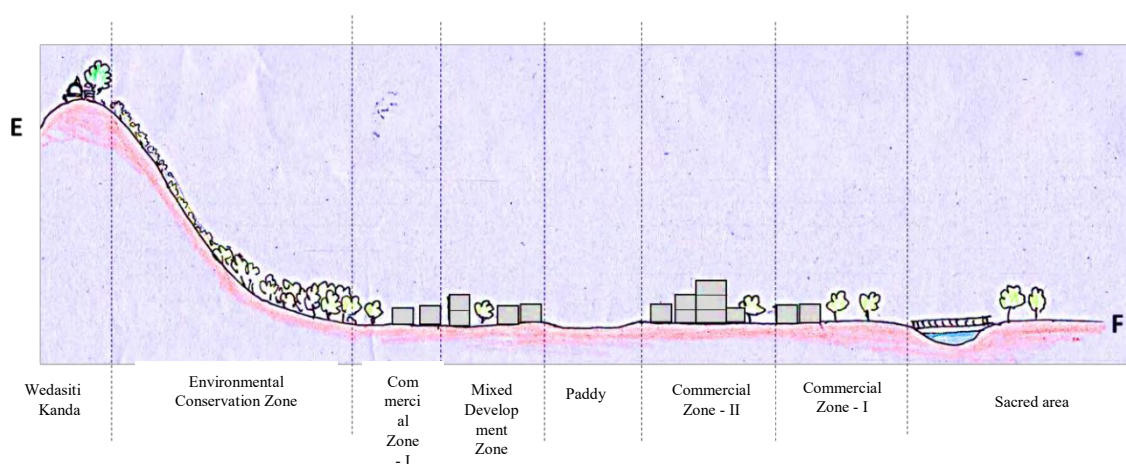 E
F
Wedasiti
Kanda
Environmental
Conservation Zone
Com
merci
al
Zone
- I
Mixed
Develop
ment
Zone
Paddy
Commercial
Zone - II
Commercial
Zone - I
Sacred area